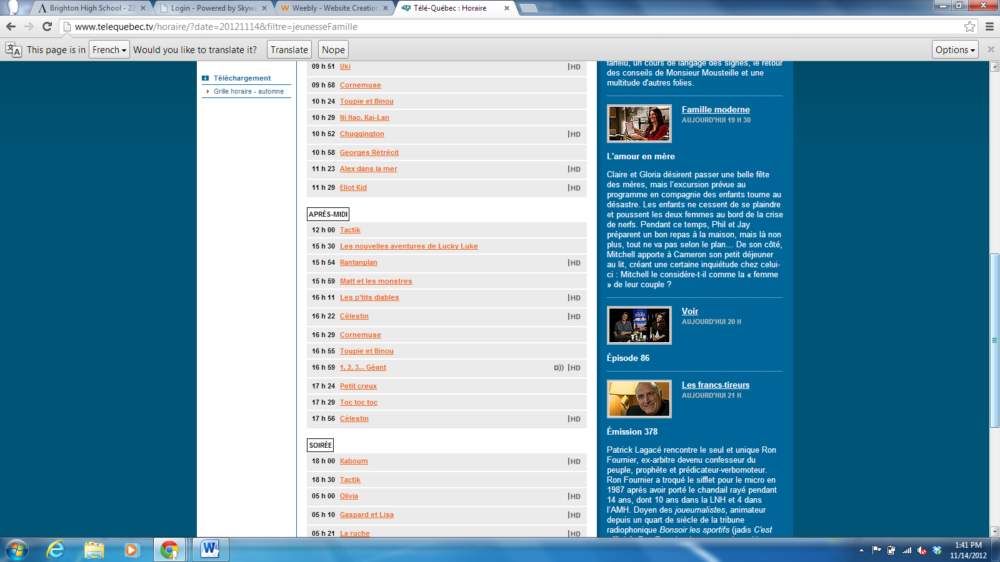 Brighton High School - 22
Login - Powered by Skywa
Weebly - Website Creation
Télé-Québec : Horaire
www.telequebec.tv/horaire/?date=20121114&filtre=jeunesseFamille
This page is in French Would you like to translate it? Translate Nope Options
Téléchargement
Grille horaire - automne
09 h 51 Uki HD
09 h 58 Cornemuse
10 h 24 Toupie et Binou
10 h 29 Ni Hao, Kai-Lan
10 h 52 Chuggington HD
10 h 58 Georges Rétrécit
11 h 23 Alex dans la mer HD
11 h 29 Eliot Kid HD
APRÈS-MIDI
12 h 00 Tactik
15 h 30 Les nouvelles aventures de Lucky Luke
15 h 54 Rantanplan HD
15 h 59 Matt et les monstres
16 h 11 Les p'tits diables HD
16 h 22 Célestin HD
16 h 29 Cornemuse
16 h 55 Toupie et Binou
16 h 59 1, 2, 3... Géant D)) HD
17 h 24 Petit creux
17 h 29 Toc toc toc
17 h 56 Célestin HD
SOIRÉE
18 h 00 Kaboum HD
18 h 30 Tactik
05 h 00 Olivia HD
05 h 10 Gaspard et Lisa HD
05 h 21 La ruche HD
farfelu, un cours de langage des signes, le retour
des conseils de Monsieur Mousteille et une
multitude d'autres folies.
Famille moderne
AUJOURD'HUI 19 H 30
L'amour en mère
Claire et Gloria désirent passer une belle fête
des mères, mais l'excursion prévue au
programme en compagnie des enfants tourne au
désastre. Les enfants ne cessent de se plaindre
et poussent les deux femmes au bord de la crise
de nerfs. Pendant ce temps, Phil et Jay
préparent un bon repas à la maison, mais là non
plus, tout ne va pas selon le plan... De son côté,
Mitchell apporte à Cameron son petit déjeuner
au lit, créant une certaine inquiétude chez celui-
ci : Mitchell le considère-t-il comme la « femme
» de leur couple ?
Voir
AUJOURD'HUI 20 H
ROAD
Épisode 86
Les francs-tireurs
AUJOURD'HUI 21 H
Émission 378
Patrick Lagacé rencontre le seul et unique Ron
Fournier, ex-arbitre devenu confesseur du
peuple, prophète et prédicateur-verbomoteur.
Ron Fournier a troqué le sifflet pour le micro en
1987 après avoir porté le chandail rayé pendant
14 ans, dont 10 ans dans la LNH et 4 dans
l'AMH. Doyen des joueurnalistes, animateur
depuis un quart de siècle de la tribune
radiophonique Bonsoir les sportifs (jadis C'est
1:41 PM
11/14/2012